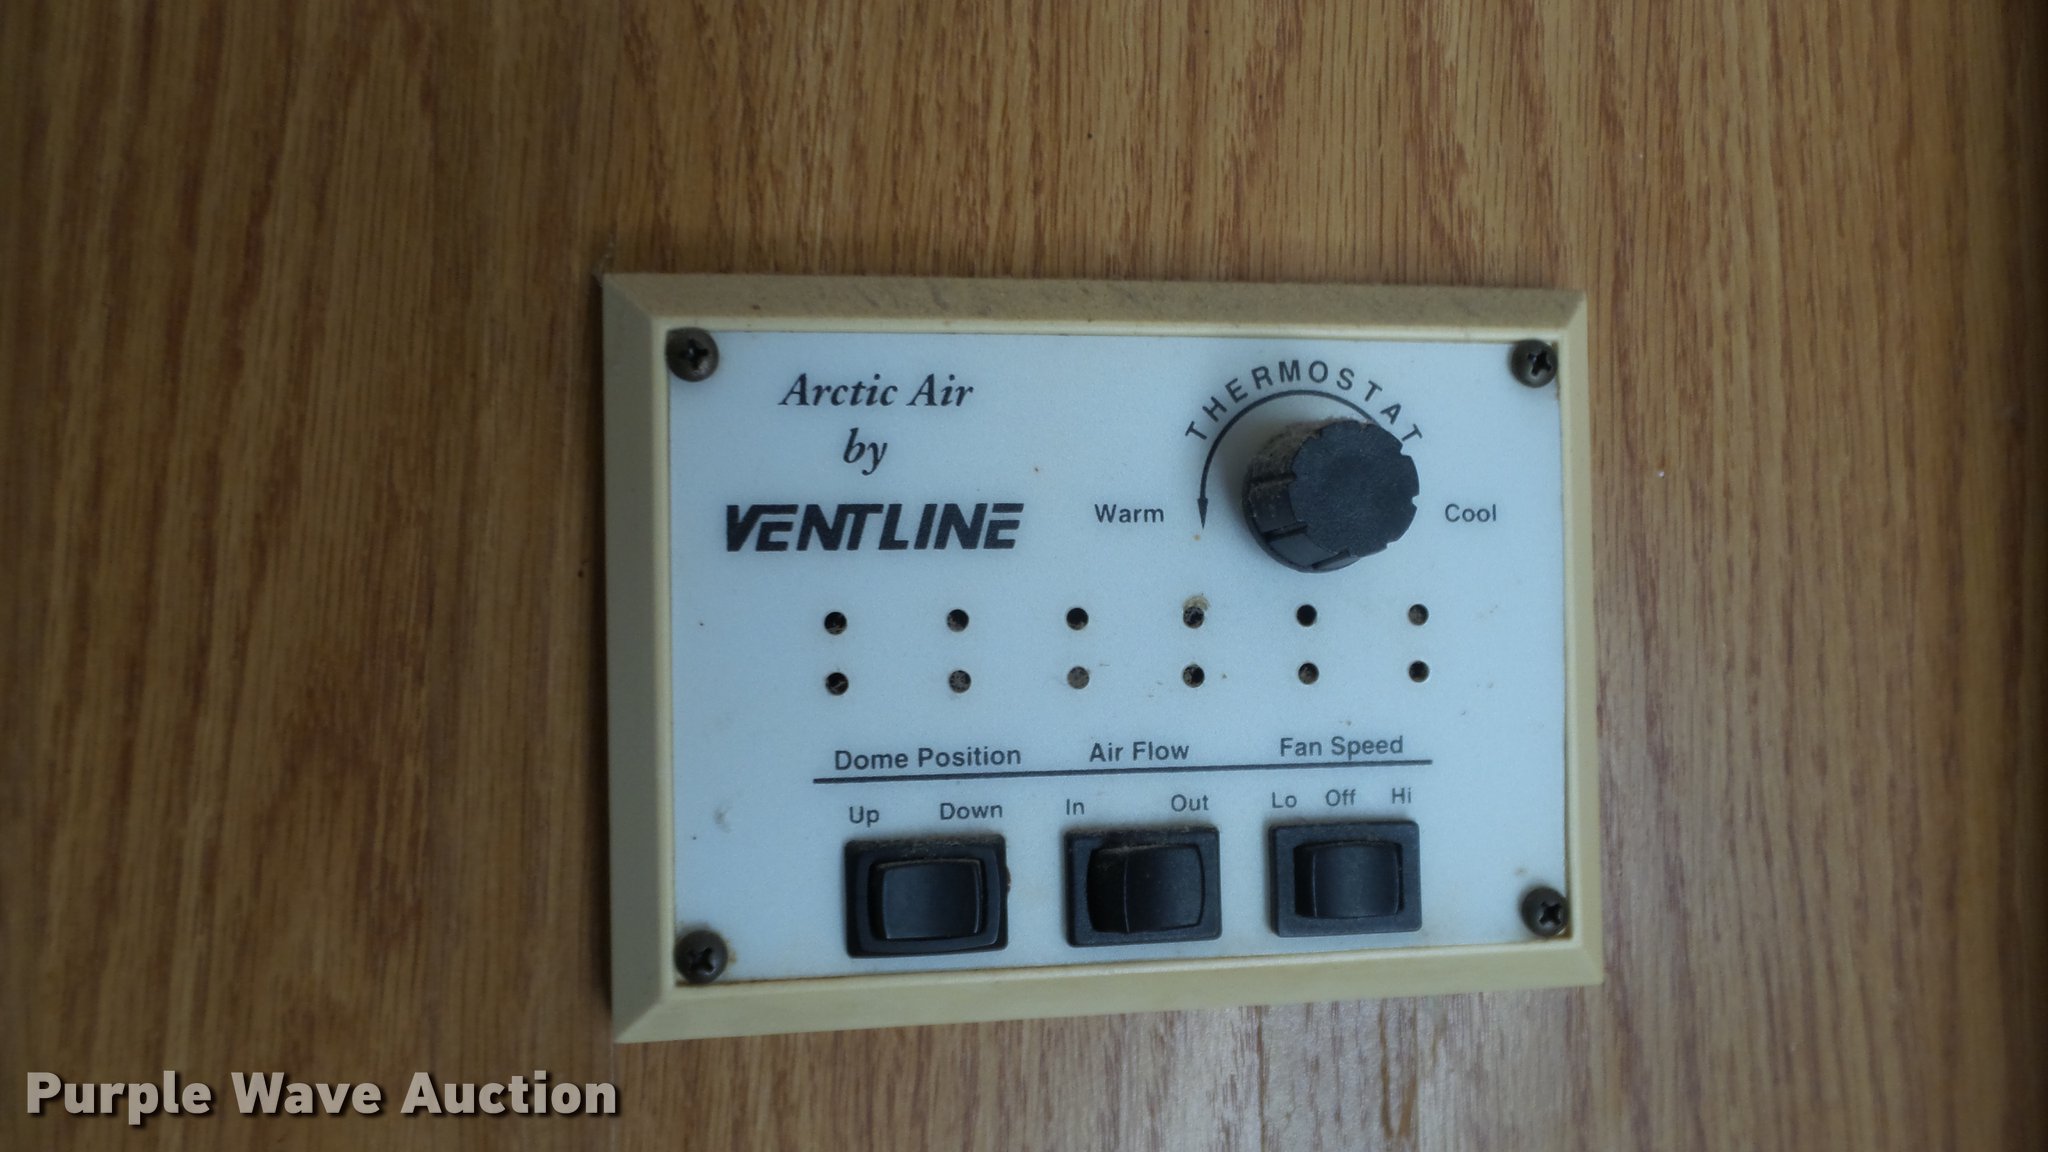 Arctic Air
by
VENTLINE
THERMOSTAT
Warm
Cool
Dome Position
Air Flow
Fan Speed
Up
Down
In
Out
Lo
Off
Hi
Purple Wave Auction